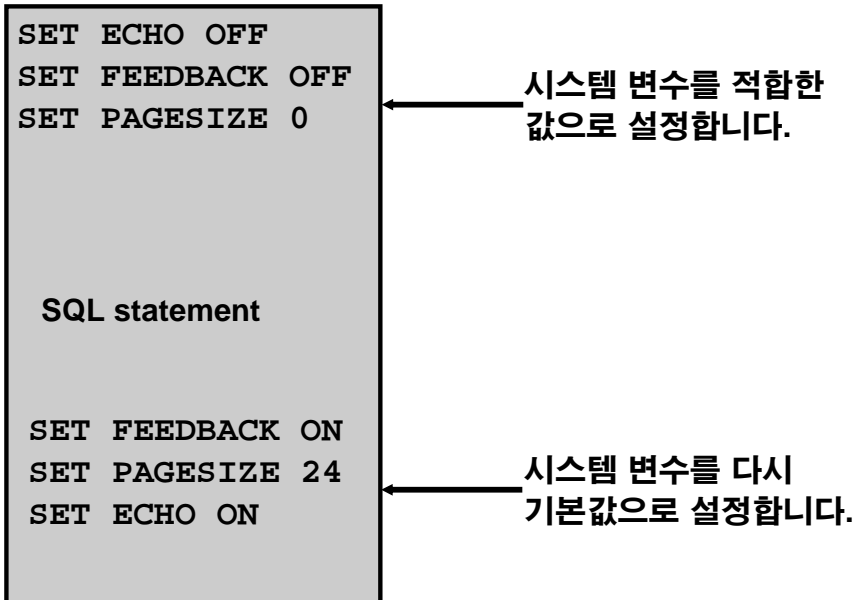 SET ECHO OFF
SET FEEDBACK OFF
SET PAGESIZE 0
시스템 변수를 적합한
값으로 설정합니다.
SQL statement
SET FEEDBACK ON
SET PAGESIZE 24
SET ECHO ON
시스템 변수를 다시
기본값으로 설정합니다.